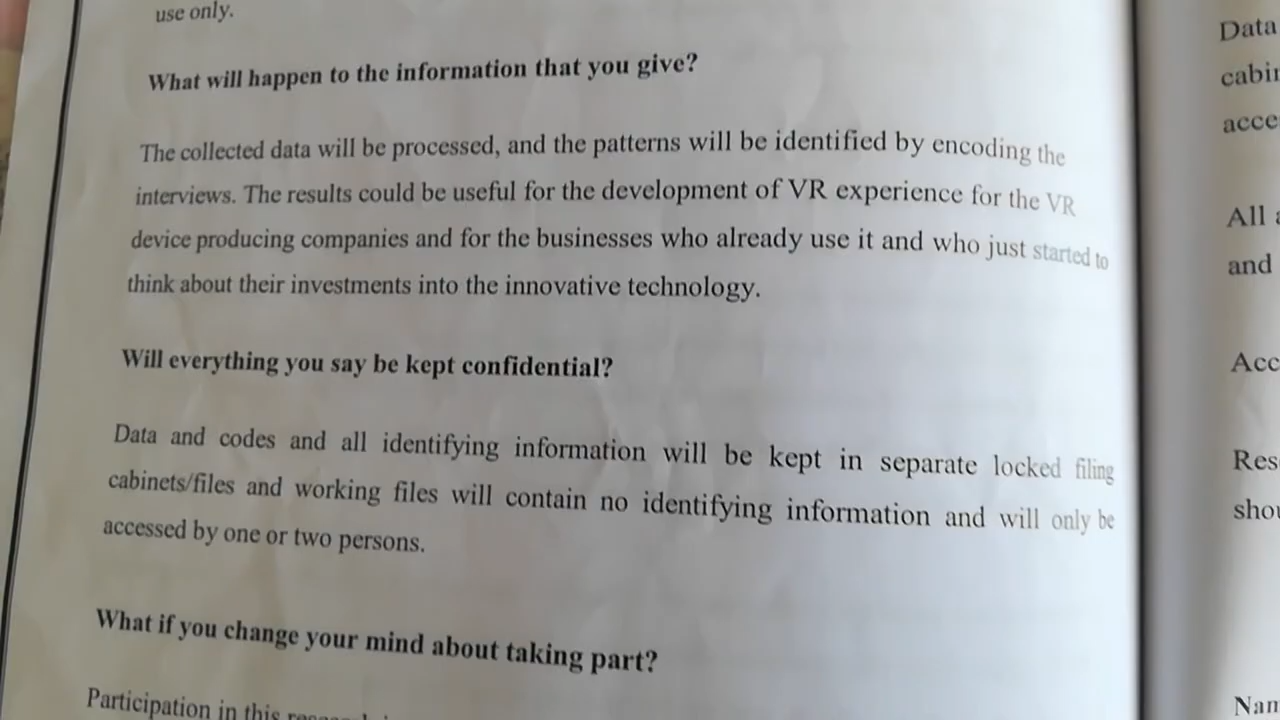 use only.
What will happen to the information that you give?
The collected data will be processed, and the patterns will be identified by encoding the
interviews. The results could be useful for the development of VR experience for the VR
device producing companies and for the businesses who already use it and who just started to
think about their investments into the innovative technology.
Will everything you say be kept confidential?
Data and codes and all identifying information will be kept in separate locked filing
cabinets/files and working files will contain no identifying information and will only be
accessed by one or two persons.
What if you change your mind about taking part?
Participation in this
Data
All
and